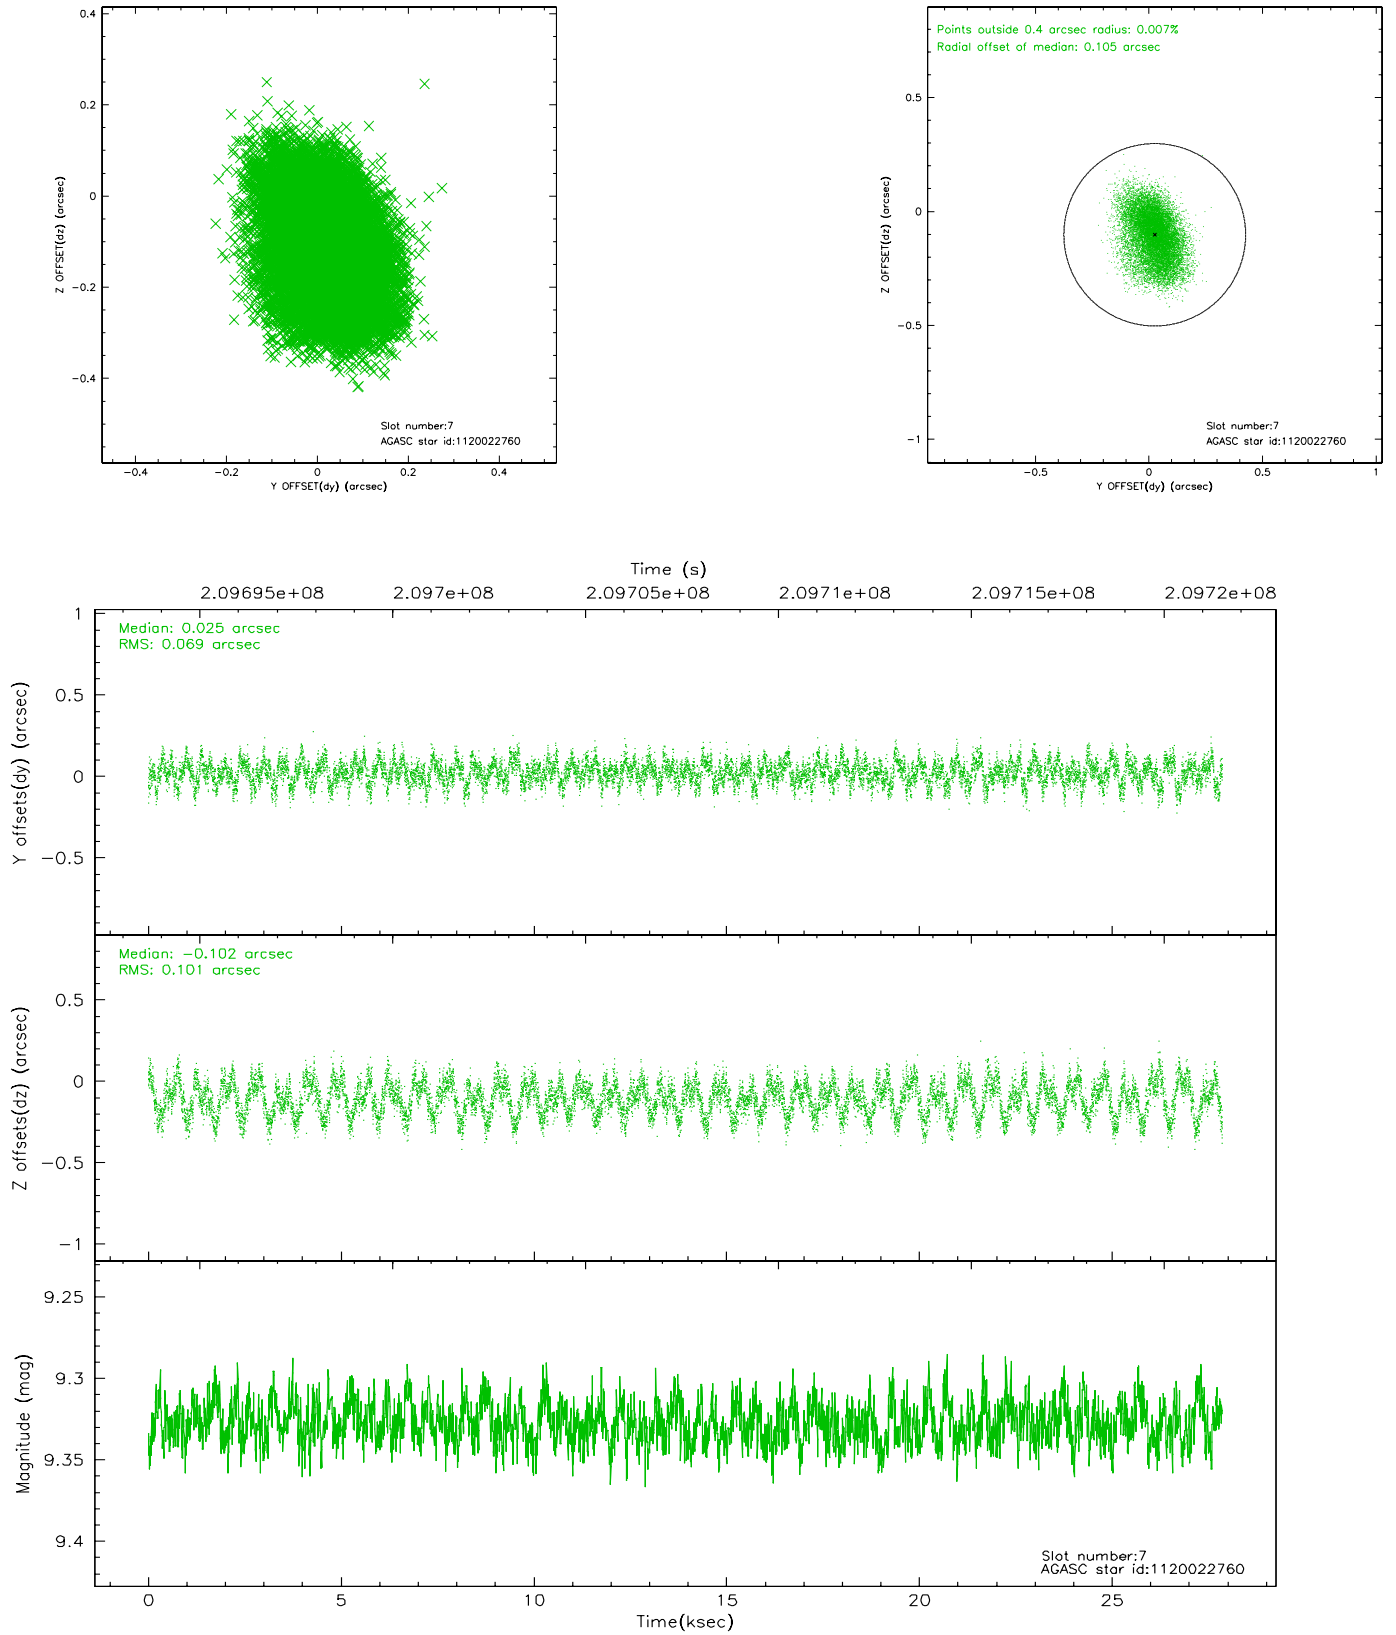 0.4
0.2
0
−0.2
−0.4
Z OFFSET(dz) (arcsec)
Slot number:7
AGASC star id:1120022760
−0.4 −0.2 0 0.2 0.4
Y OFFSET(dy) (arcsec)
Points outside 0.4 arcsec radius: 0.007%
Radial offset of median: 0.105 arcsec
0.5
0
−0.5
−1
Z OFFSET(dz) (arcsec)
Slot number:7
AGASC star id:1120022760
−0.5 0 0.5 1
Y OFFSET(dy) (arcsec)
Time (s)
2.09695e+08 2.097e+08 2.09705e+08 2.0971e+08 2.09715e+08 2.0972e+08
Median: 0.025 arcsec
RMS: 0.069 arcsec
1
0.5
0
−0.5
Y offsets(dy) (arcsec)
Median: −0.102 arcsec
RMS: 0.101 arcsec
0.5
0
−0.5
−1
Z offsets(dz) (arcsec)
9.25
9.3
9.35
9.4
Magnitude (mag)
Slot number:7
AGASC star id:1120022760
0 5 10 15 20 25
Time(ksec)